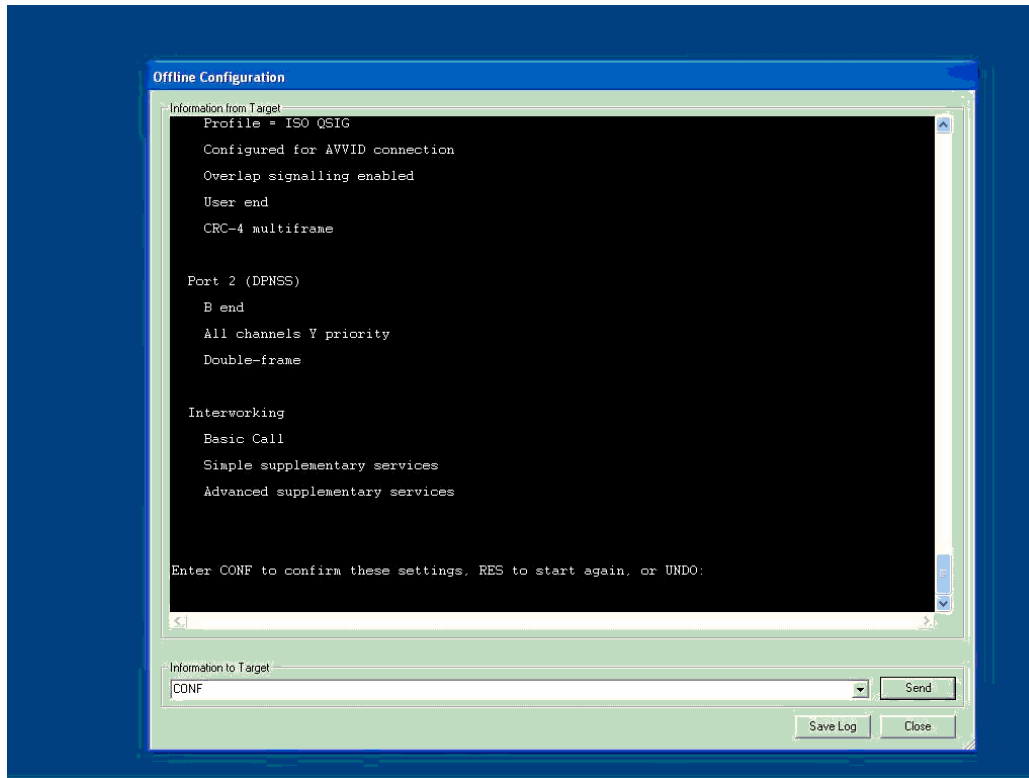 Offline Configuration
Information from Target
Profile = ISO QSIG
Configured for AVVID connection
Overlap signalling enabled
User end
CRC-4 multiframe
Port 2 (DPNSS)
B end
All channels Y priority
Double-frame
Interworking
Basic Call
Simple supplementary services
Advanced supplementary services
Enter CONF to confirm these settings, RES to start again, or UNDO:
Information to Target
CONF
Send
Save Log
Close